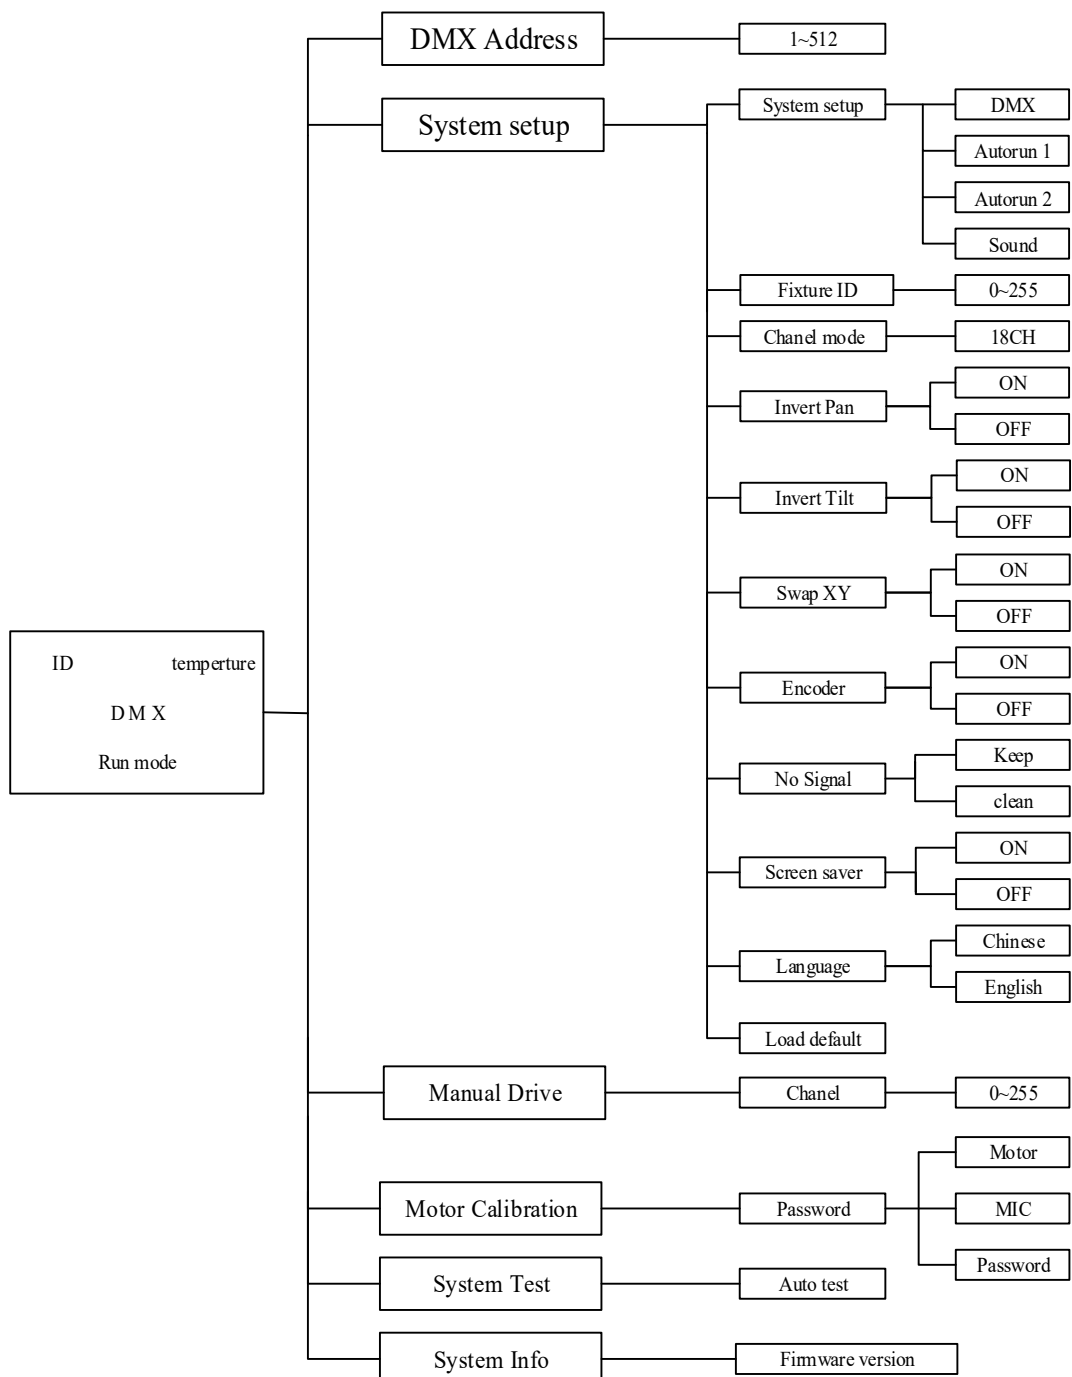 DMX Address
1~512
System setup
System setup
DMX
Autorun 1
Autorun 2
Sound
Fixture ID
0~255
Chanel mode
18CH
Invert Pan
ON
OFF
Invert Tilt
ON
OFF
Swap XY
ON
OFF
ID temperture
DMX
Run mode
Encoder
ON
OFF
No Signal
Keep
clean
Screen saver
ON
OFF
Language
Chinese
English
Load default
Manual Drive
Chanel
0~255
Motor Calibration
Password
Motor
MIC
Password
System Test
Auto test
System Info
Firmware version